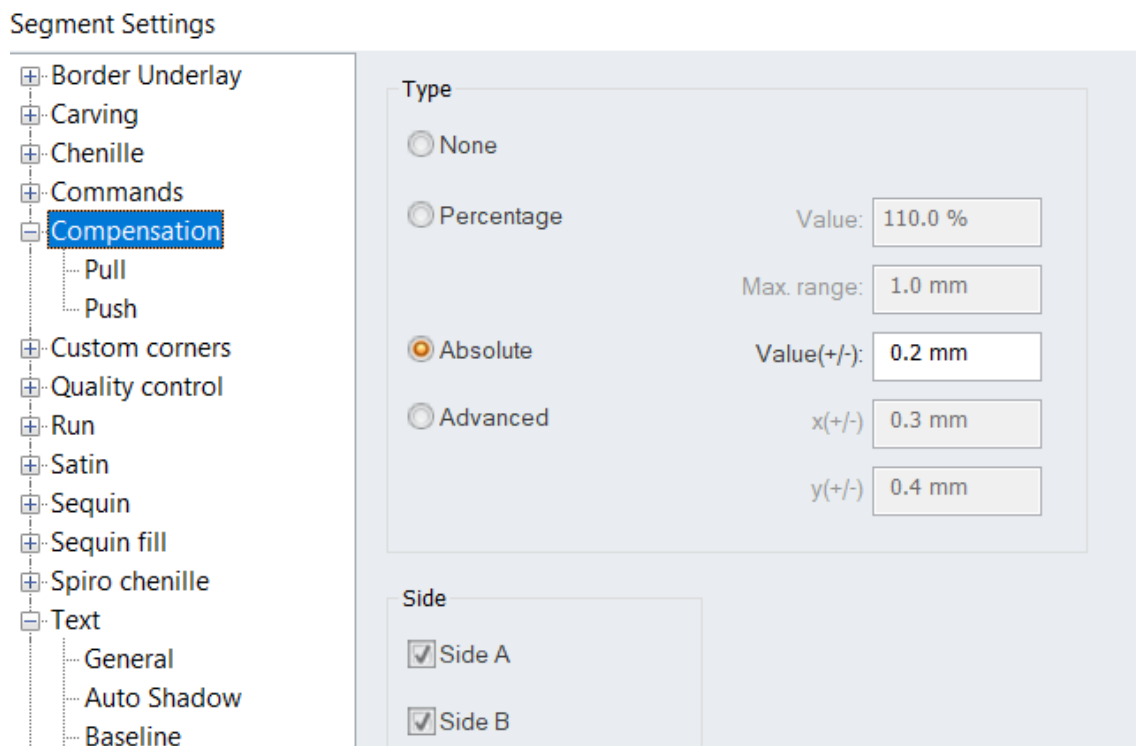 Segment Settings
Border Underlay
Carving
Chenille
Commands
Compensation
Pull
Push
Custom corners
Quality control
Run
Satin
Sequin
Sequin fill
Spiro chenille
Text
General
Auto Shadow
Baseline
Type
None
Percentage Value: 110.0 %
Max. range: 1.0 mm
Absolute Value(+/-): 0.2 mm
Advanced x(+/-) 0.3 mm
y(+/-) 0.4 mm
Side
Side A
Side B